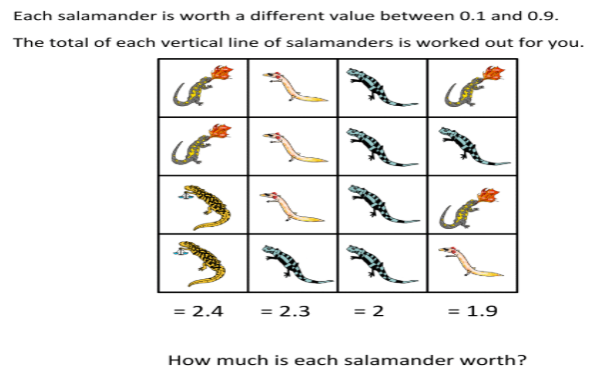 Each salamander is worth a different value between 0.1 and 0.9.
The total of each vertical line of salamanders is worked out for you.
= 2.4 = 2.3 = 2 = 1.9
How much is each salamander worth?